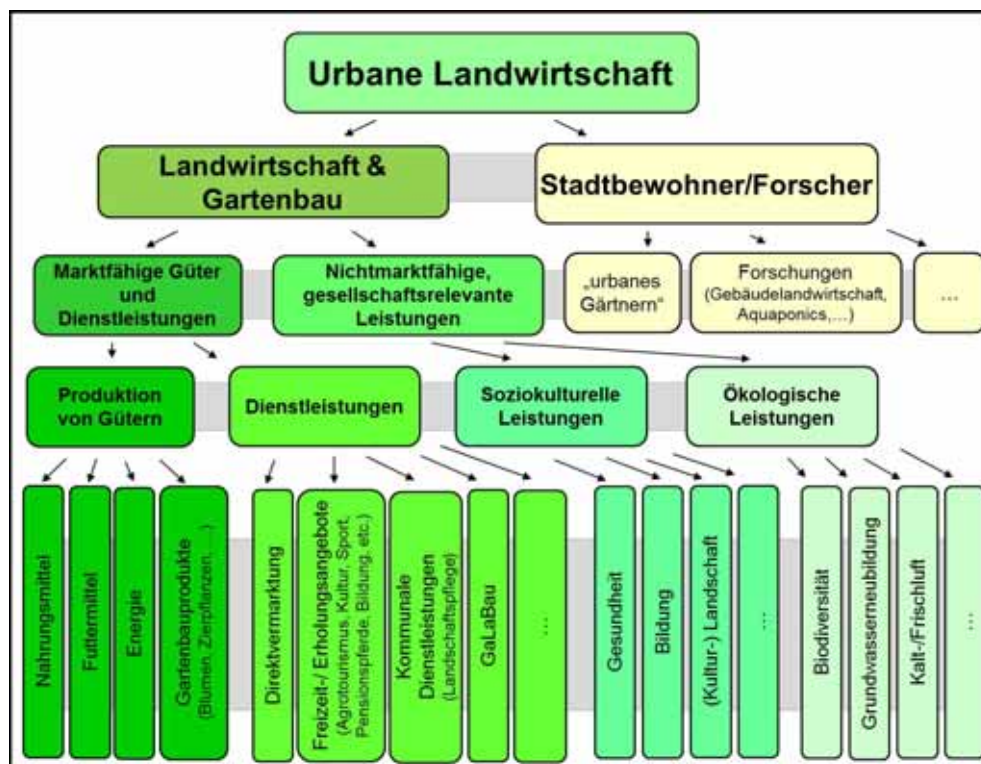 Urbane Landwirtschaft
Landwirtschaft &
Gartenbau
Stadtbewohner/Forscher
Marktfähige Güter
und
Dienstleistungen
Nichtmarktfähige,
gesellschaftsrelevante
Leistungen
„urbanes
Gärtnern“
Forschungen
(Gebäudelandwirtschaft,
Aquaponics,…)
…
Produktion
von Gütern
Dienstleistungen
Soziokulturelle
Leistungen
Ökologische
Leistungen
Nahrungsmittel
Futtermittel
Energie
Gartenbauprodukte
(Blumen, Zierpflanzen, …)
Direktvermarktung
Freizeit-/ Erholungsangebote
(Agrotourismus, Kultur, Sport,
Pensionspferde, Bildung, etc.)
Kommunale
Dienstleistungen
(Landschaftspflege)
GaLaBau
…
Gesundheit
Bildung
(Kultur-) Landschaft
…
Biodiversität
Grundwasserneubildung
Kalt-/Frischluft
…